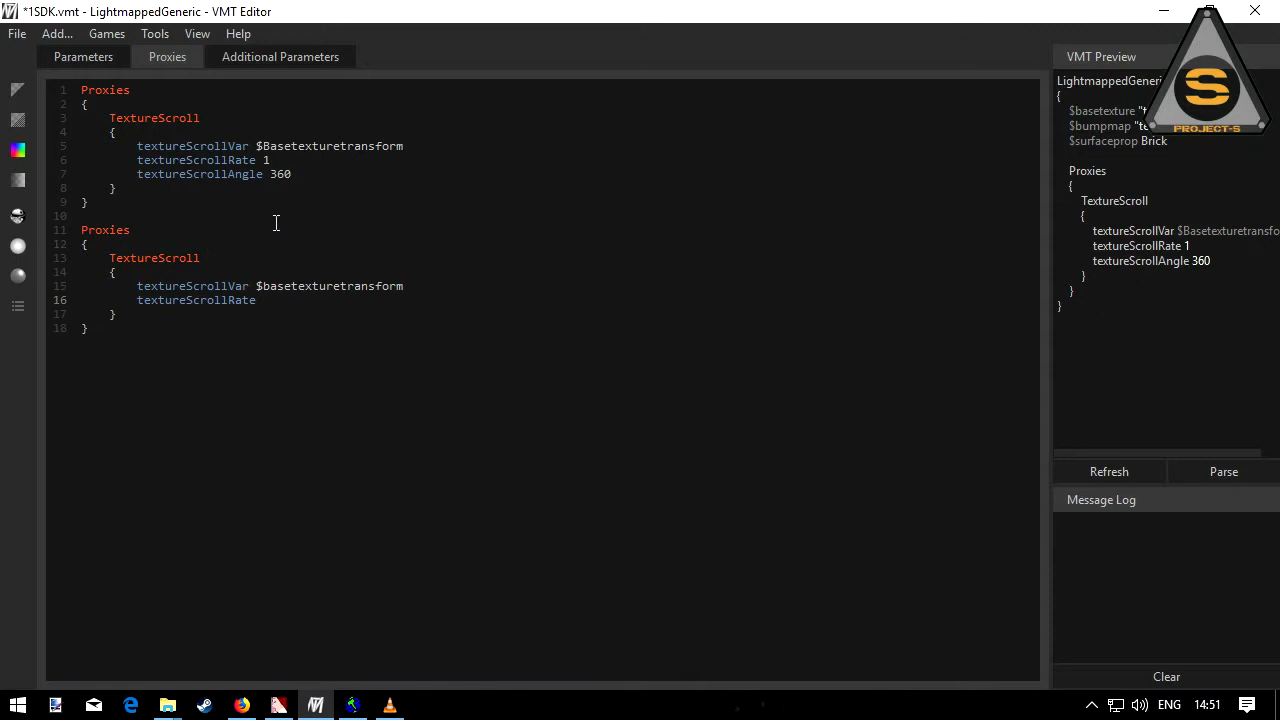 *1SDK.vmt - LightmappedGeneric - VMT Editor
File Add... Games Tools View Help
Parameters Proxies Additional Parameters
1 Proxies
2 {
3 TextureScroll
4 {
5 textureScrollVar $Basetexturetransform
6 textureScrollRate 1
7 textureScrollAngle 360
8 }
9 }
10
11 Proxies
12 {
13 TextureScroll
14 {
15 textureScrollVar $basetexturetransform
16 textureScrollRate
17 }
18 }
VMT Preview
LightmappedGeneri
{
$basetexture "t
$bumpmap "te
$surfaceprop Brick
Proxies
{
TextureScroll
{
textureScrollVar $Basetexturetransfo
textureScrollRate 1
textureScrollAngle 360
}
}
}
S
PROJECT-S
Refresh Parse
Message Log
Clear
ENG 14:51